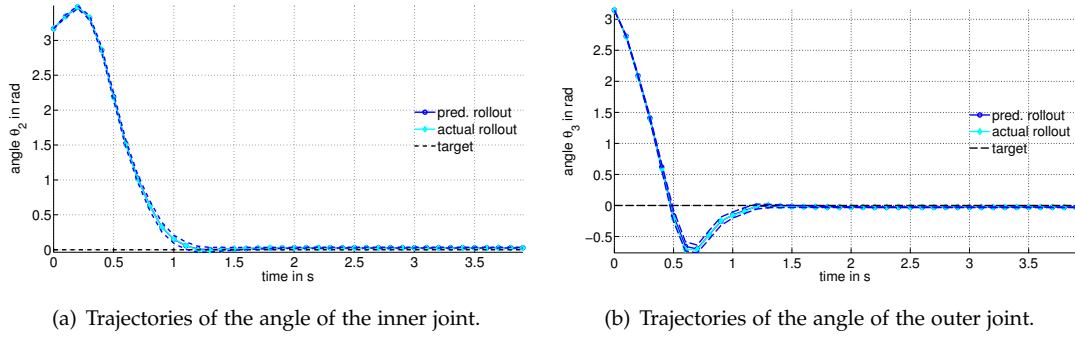 3.5
3
2.5
2
1.5
1
0.5
0
0 0.5 1 1.5 2 2.5 3 3.5
angle θ_2 in rad
time in s
pred. rollout
actual rollout
target
(a) Trajectories of the angle of the inner joint.
3
2.5
2
1.5
1
0.5
0
−0.5
0 0.5 1 1.5 2 2.5 3 3.5
angle θ_3 in rad
time in s
pred. rollout
actual rollout
target
(b) Trajectories of the angle of the outer joint.